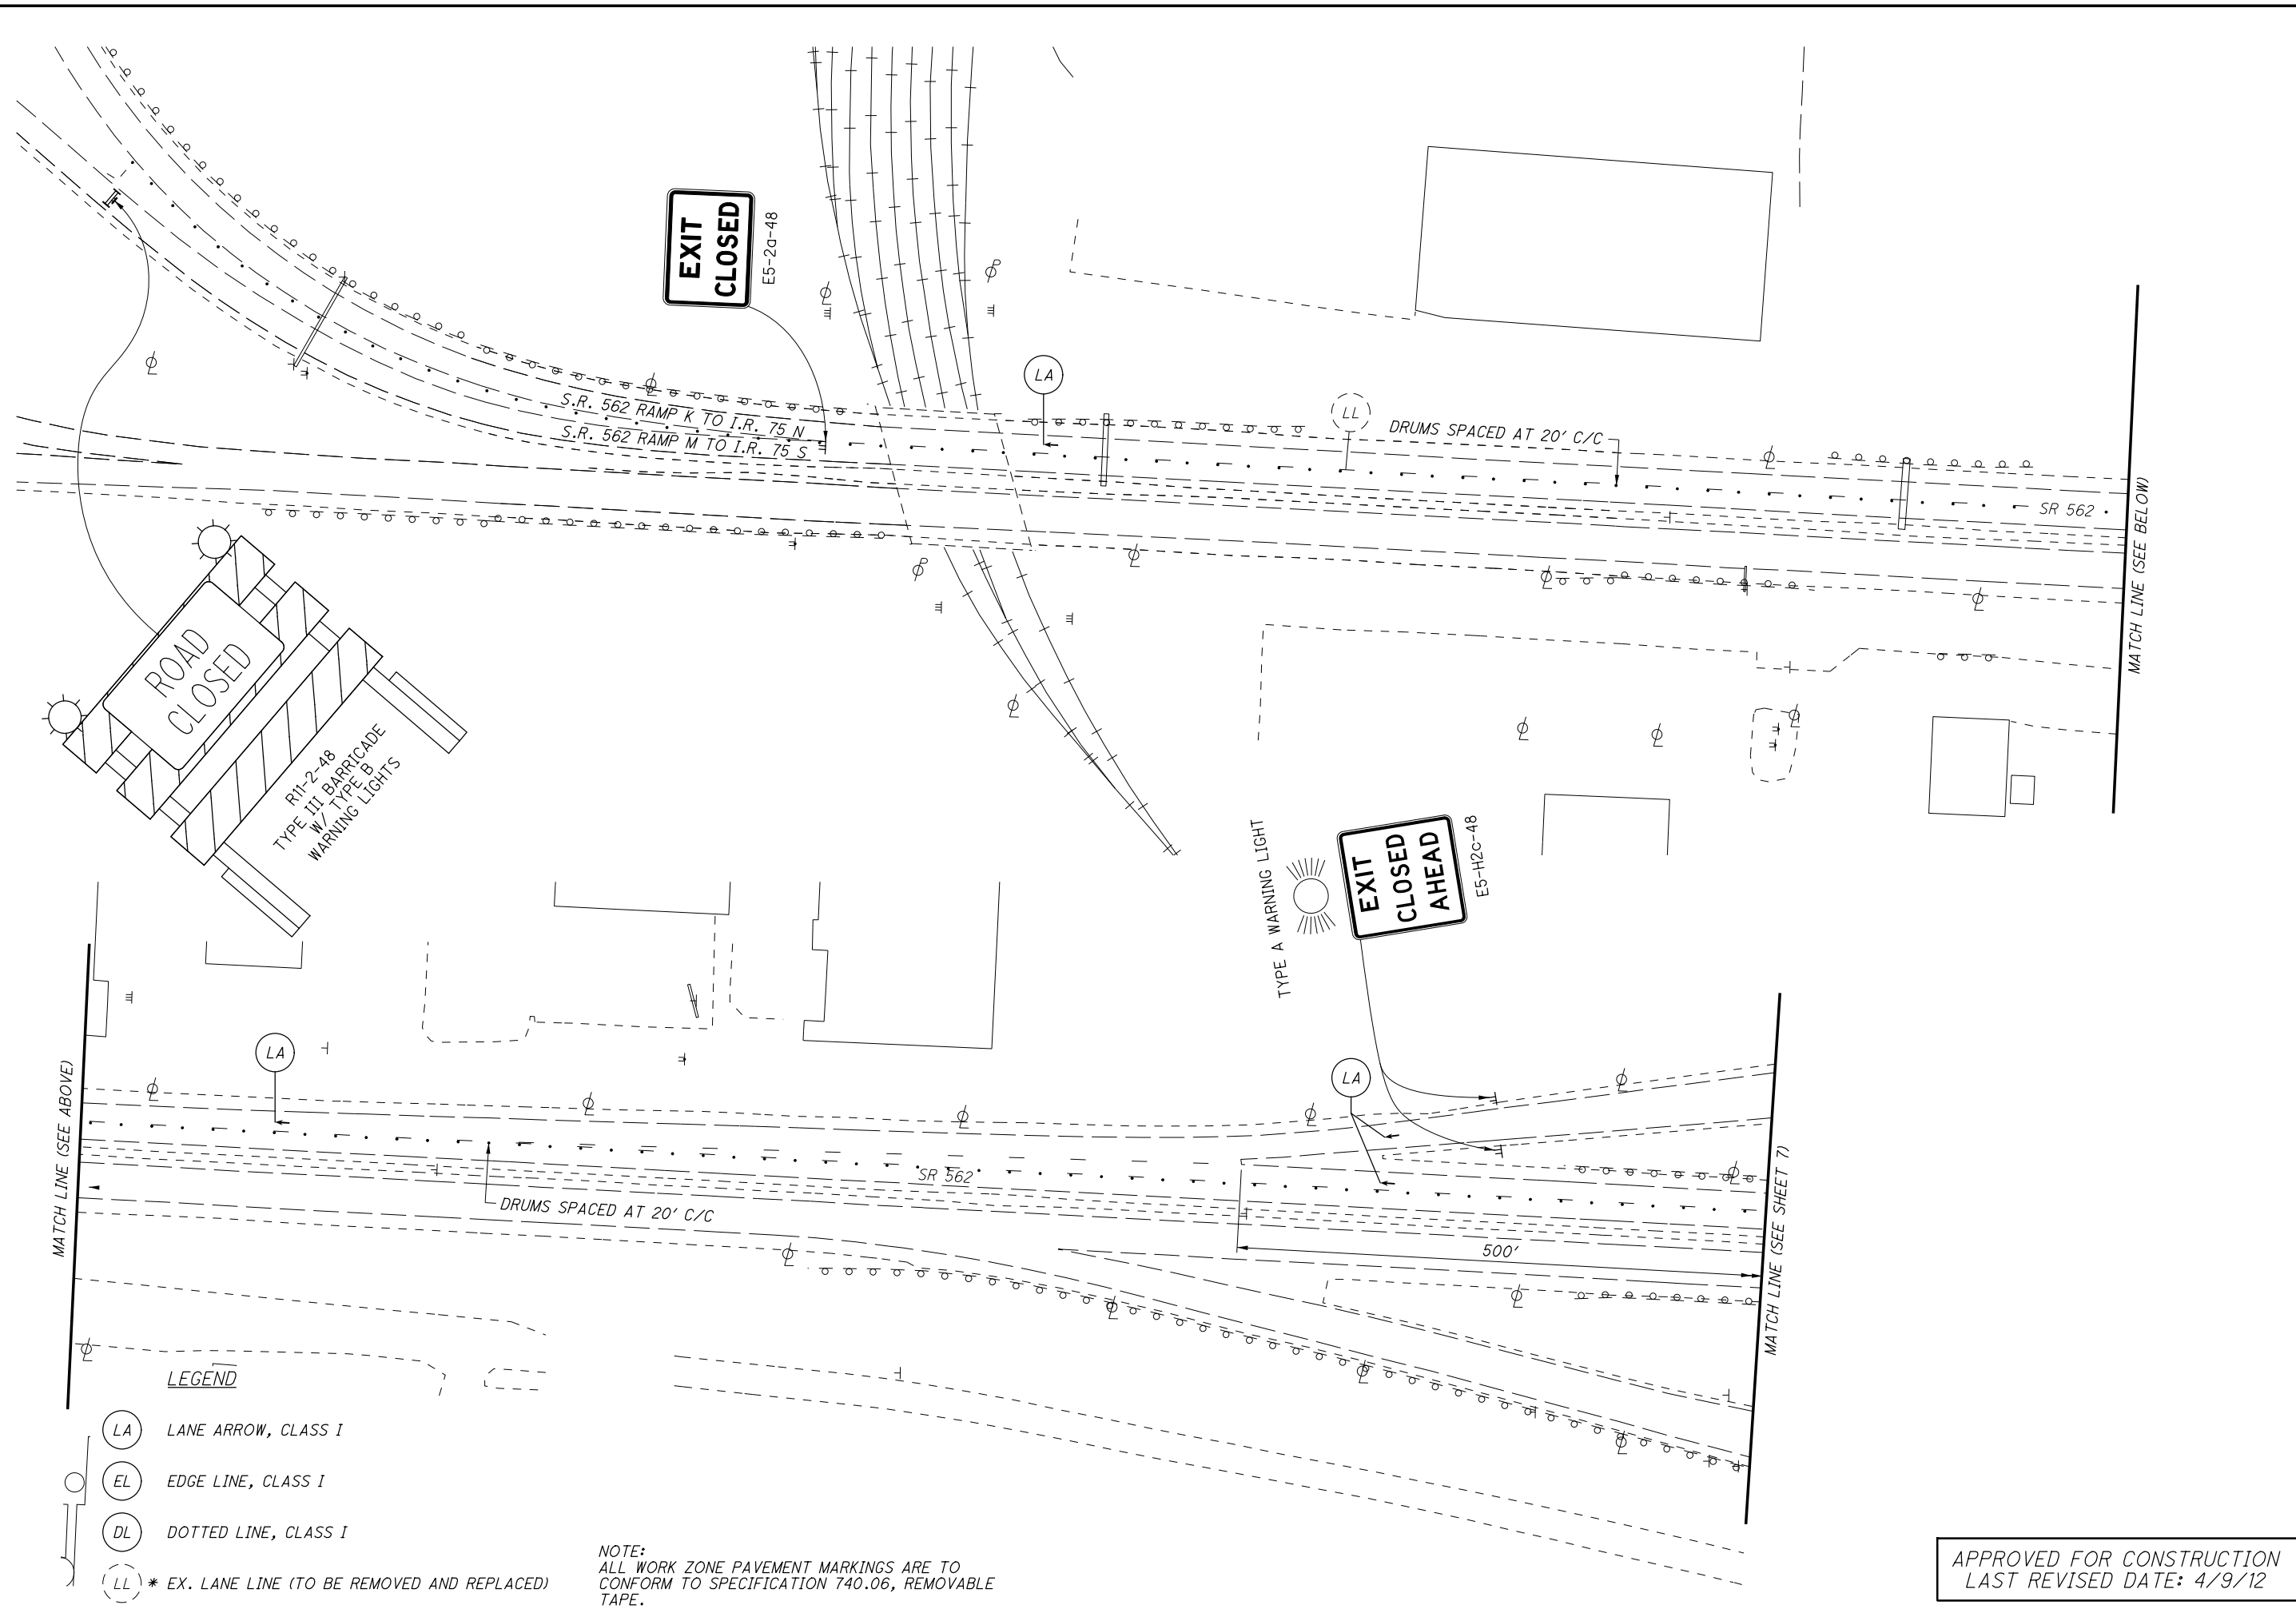 EXIT
CLOSED
E5-2a-48
LA
LL
S.R. 562 RAMP K TO I.R. 75 N
S.R. 562 RAMP M TO I.R. 75 S
DRUMS SPACED AT 20' C/C
SR 562
MATCH LINE (SEE BELOW)
ROAD
CLOSED
R11-2-48
TYPE III BARRICADE
W/ TYPE B
WARNING LIGHTS
TYPE A WARNING LIGHT
EXIT
CLOSED
AHEAD
E5-H2c-48
MATCH LINE (SEE ABOVE)
LA
LA
SR 562
DRUMS SPACED AT 20' C/C
500'
MATCH LINE (SEE SHEET 7)
LEGEND
LA LANE ARROW, CLASS I
EL EDGE LINE, CLASS I
DL DOTTED LINE, CLASS I
LL * EX. LANE LINE (TO BE REMOVED AND REPLACED)
NOTE:
ALL WORK ZONE PAVEMENT MARKINGS ARE TO
CONFORM TO SPECIFICATION 740.06, REMOVABLE
TAPE.
APPROVED FOR CONSTRUCTION
LAST REVISED DATE: 4/9/12